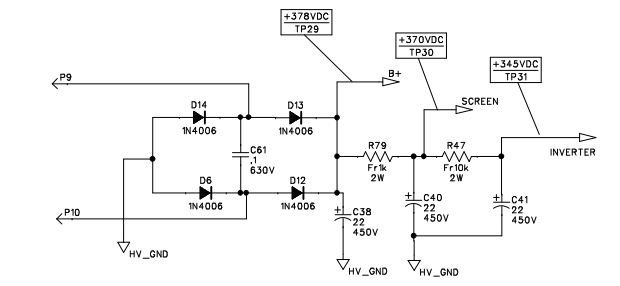 +378VDC
TP29
+370VDC
TP30
+345VDC
TP31
P9
B+
SCREEN
INVERTER
D14
1N4006
D13
1N4006
C61
.1
630V
R79
Fr1k
2W
R47
Fr10k
2W
D6
1N4006
D12
1N4006
P10
+
C38
22
450V
+
C40
22
450V
+
C41
22
450V
HV_GND
HV_GND
HV_GND